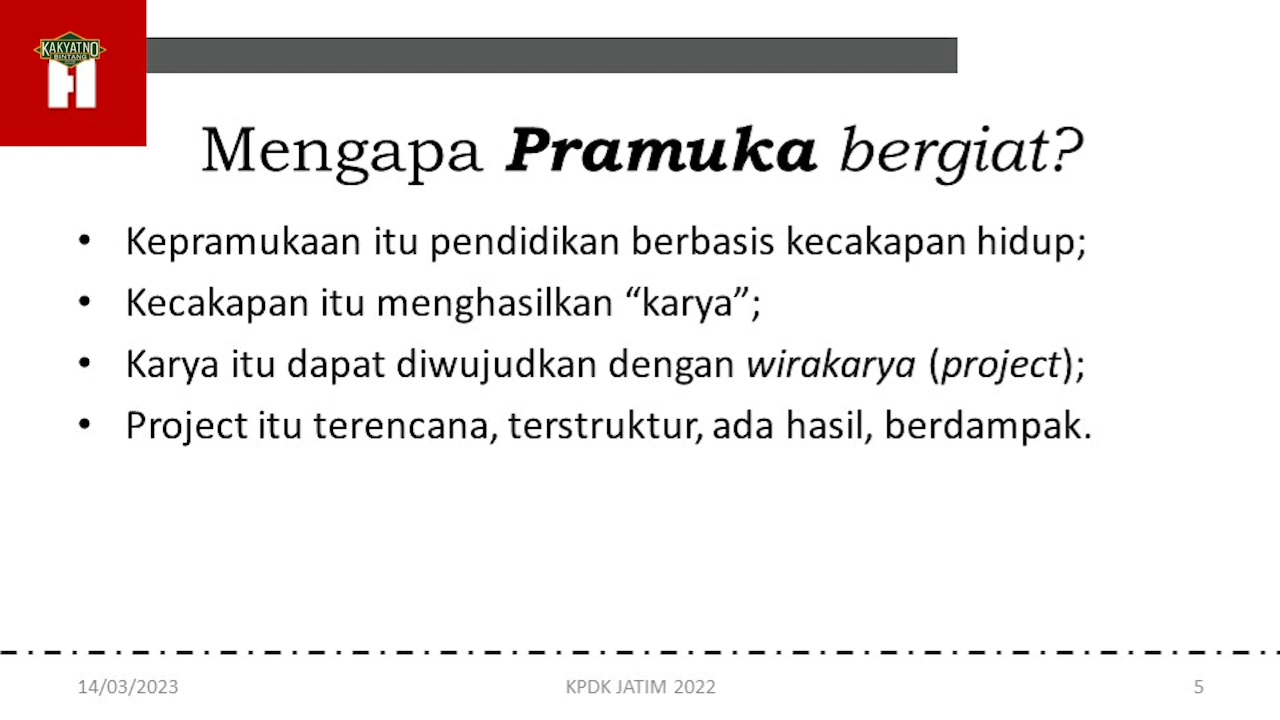 KAKYATNO
BINTANG
Mengapa Pramuka bergiat?
• Kepramukaan itu pendidikan berbasis kecakapan hidup;
• Kecakapan itu menghasilkan “karya”;
• Karya itu dapat diwujudkan dengan wirakarya (project);
• Project itu terencana, terstruktur, ada hasil, berdampak.
14/03/2023
KPDK JATIM 2022
5